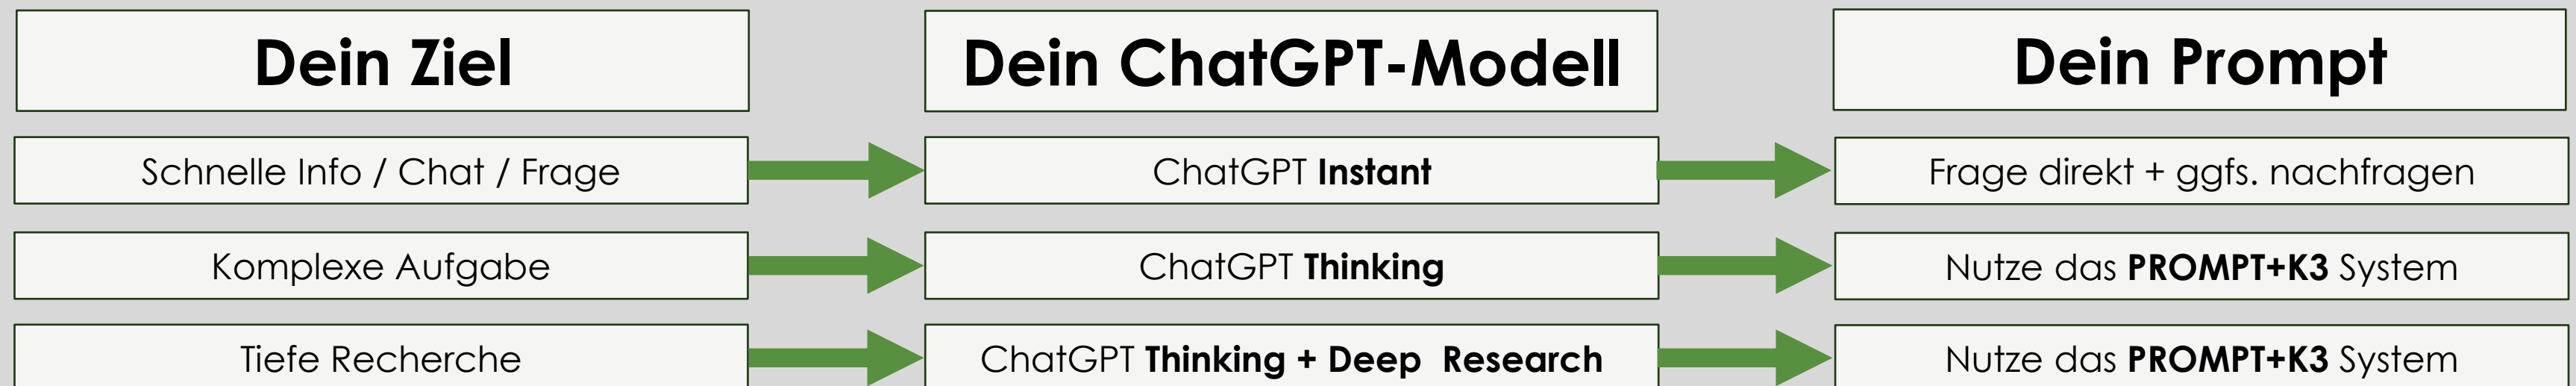 Dein Ziel
Dein ChatGPT-Modell
Dein Prompt
Schnelle Info / Chat / Frage
ChatGPT Instant
Frage direkt + ggfs. nachfragen
Komplexe Aufgabe
ChatGPT Thinking
Nutze das PROMPT+K3 System
Tiefe Recherche
ChatGPT Thinking + Deep  Research
Nutze das PROMPT+K3 System